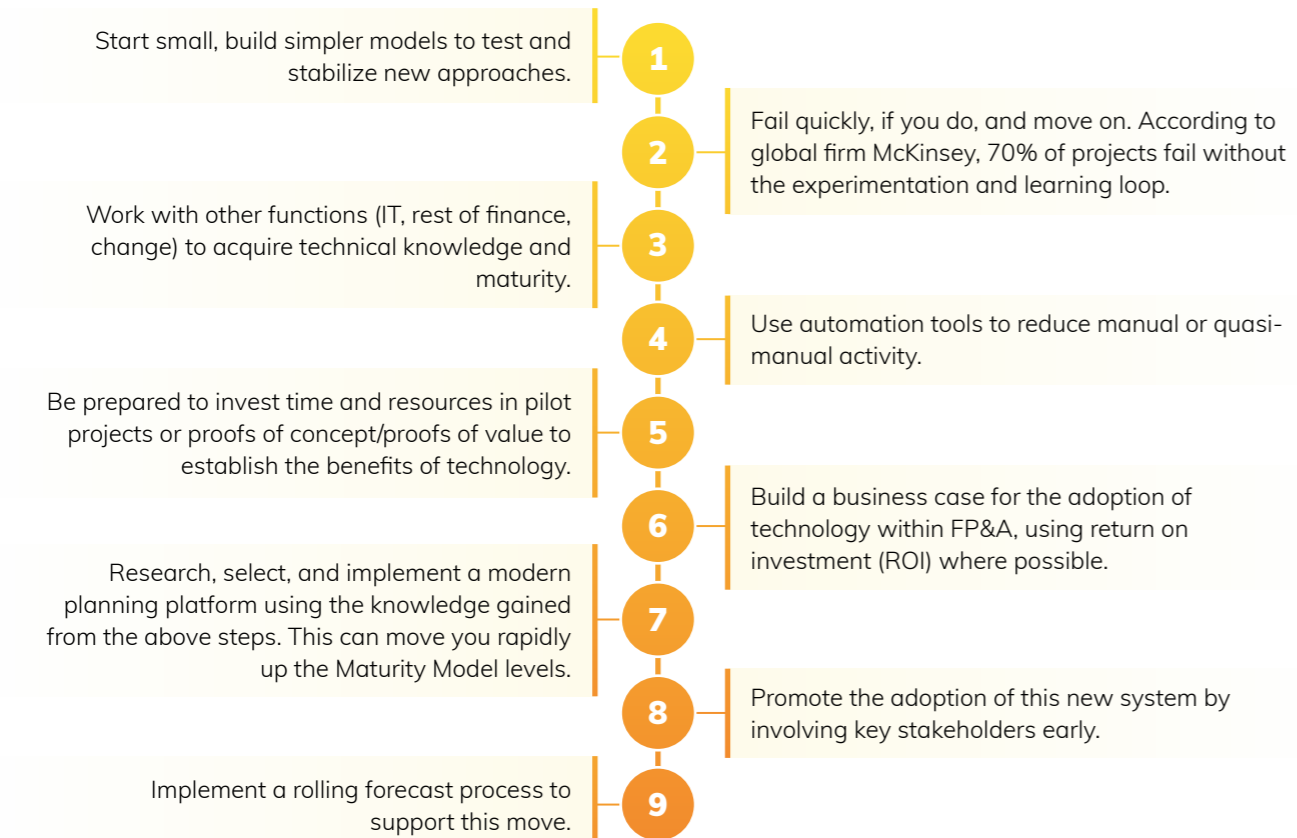 Start small, build simpler models to test and
stabilize new approaches.
1
Fail quickly, if you do, and move on. According to
global firm McKinsey, 70% of projects fail without
the experimentation and learning loop.
2
Work with other functions (IT, rest of finance,
change) to acquire technical knowledge and
maturity.
3
Use automation tools to reduce manual or quasi-
manual activity.
4
Be prepared to invest time and resources in pilot
projects or proofs of concept/proofs of value to
establish the benefits of technology.
5
Build a business case for the adoption of
technology within FP&A, using return on
investment (ROI) where possible.
6
Research, select, and implement a modern
planning platform using the knowledge gained
from the above steps. This can move you rapidly
up the Maturity Model levels.
7
Promote the adoption of this new system by
involving key stakeholders early.
8
Implement a rolling forecast process to
support this move.
9